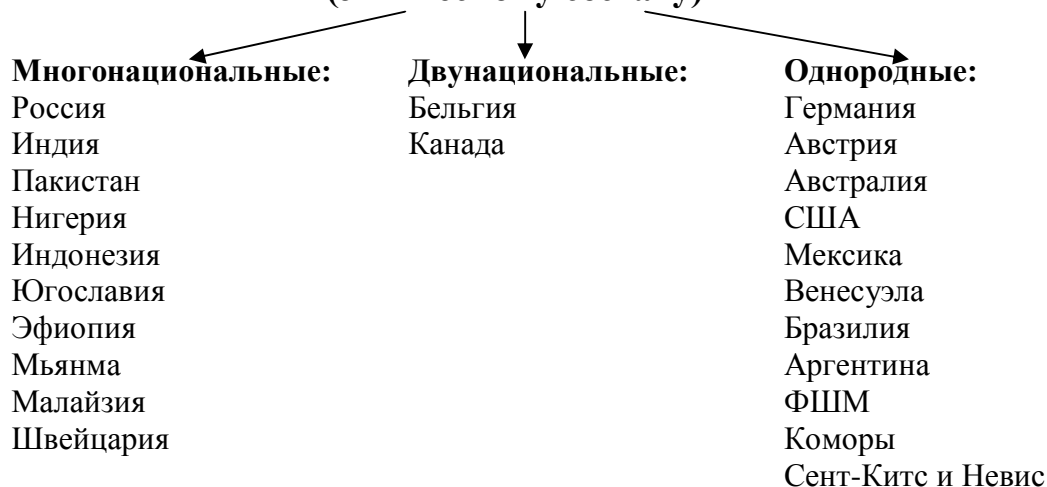 Многонациональные:
Россия
Индия
Пакистан
Нигерия
Индонезия
Югославия
Эфиопия
Мьянма
Малайзия
Швейцария
Двунациональные:
Бельгия
Канада
Однородные:
Германия
Австрия
Австралия
США
Мексика
Венесуэла
Бразилия
Аргентина
ФШМ
Коморы
Сент-Китс и Невис